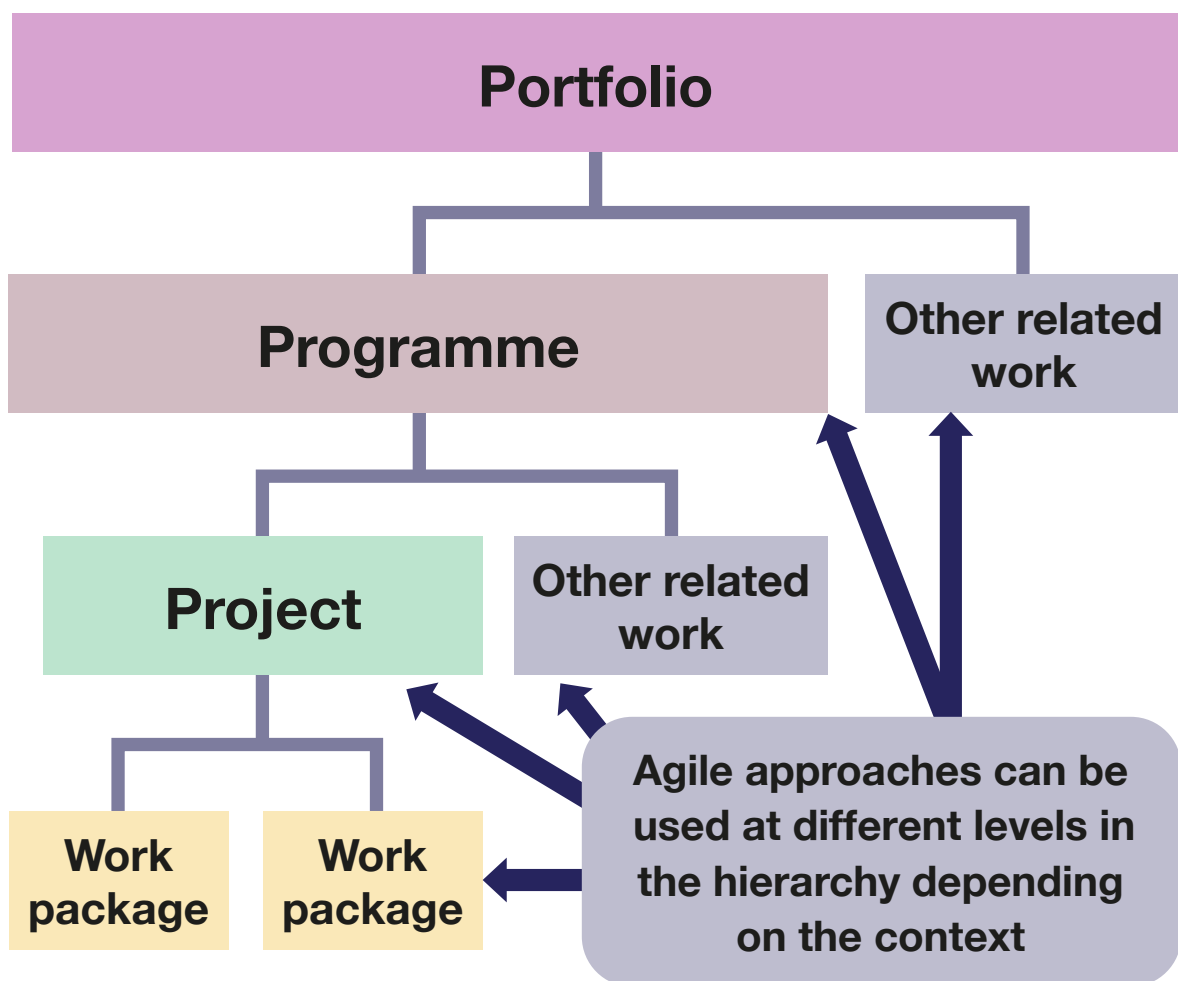 Portfolio
Programme
Other related
work
Project
Other related
work
Work
package
Work
package
Agile approaches can be
used at different levels in
the hierarchy depending
on the context